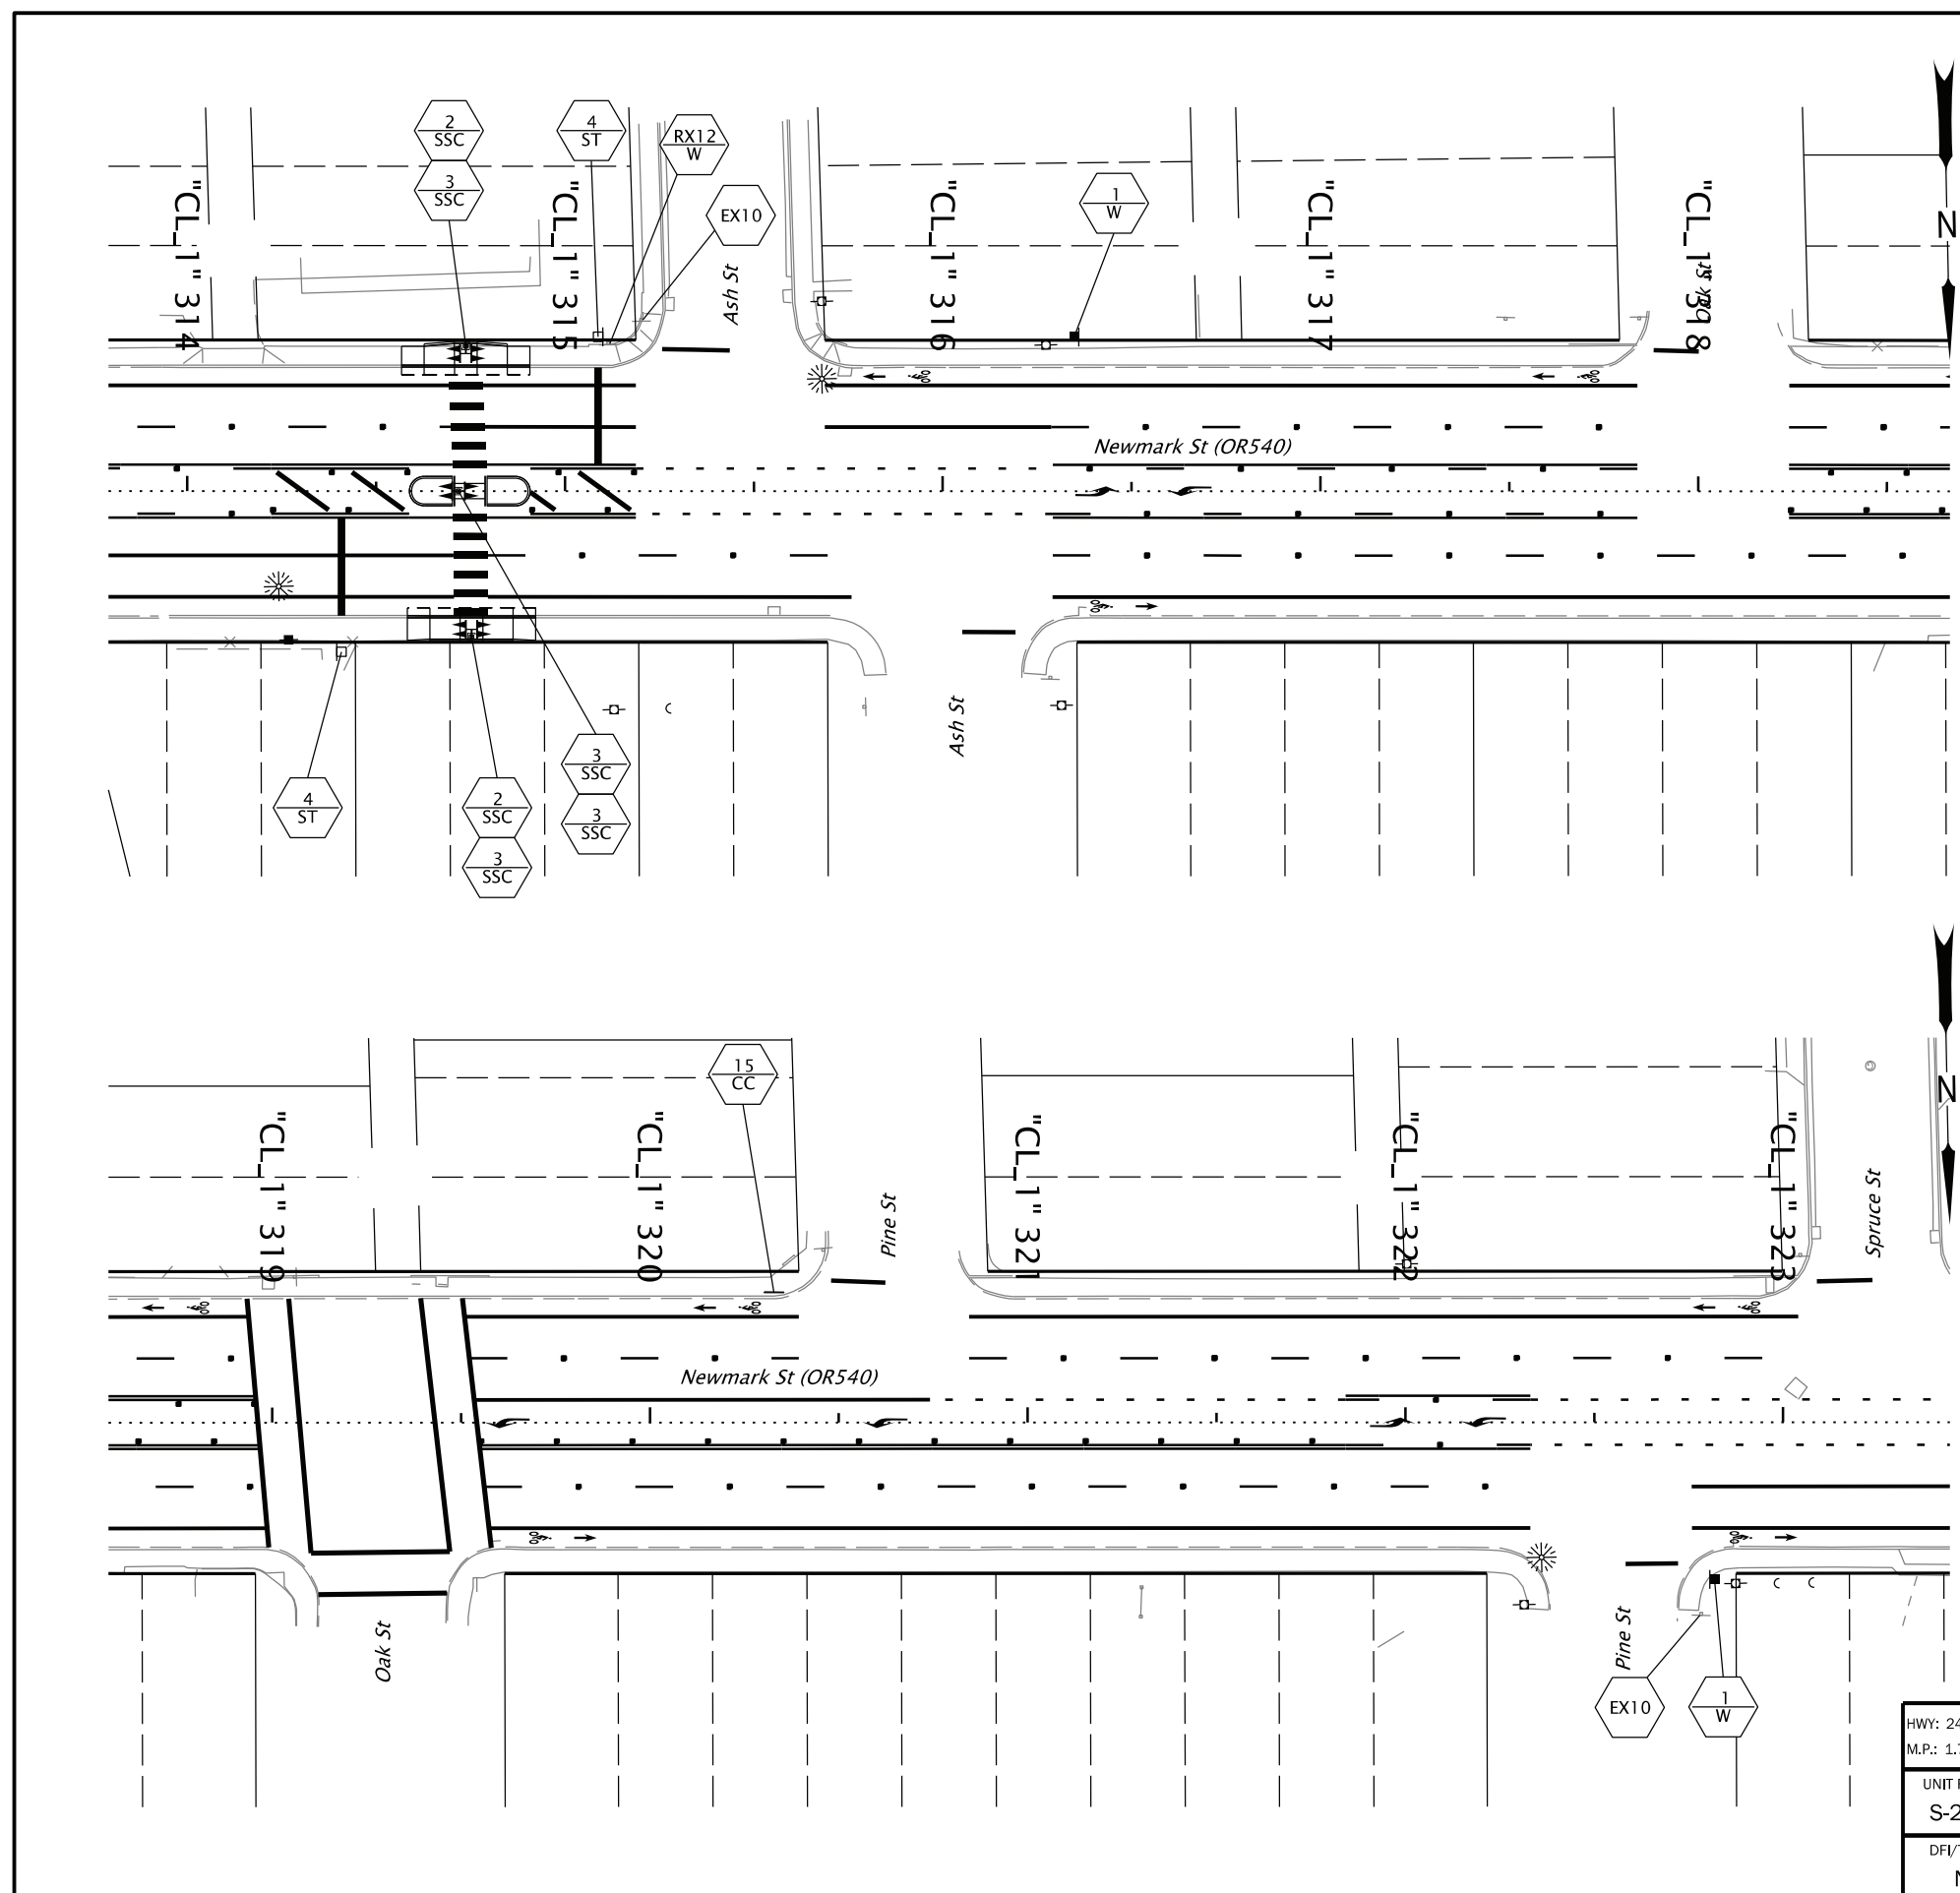 2
SSC
3
SSC
4
ST
RX12
W
EX10
1
W
"CL_1" 314
"CL_1" 315
Ash St
"CL_1" 316
"CL_1" 317
"CL_1" 318
Oak St
N
Newmark St (OR540)
Ash St
4
ST
2
SSC
3
SSC
3
SSC
3
SSC
15
CC
"CL_1" 319
"CL_1" 320
Pine St
"CL_1" 321
"CL_1" 322
"CL_1" 323
Spruce St
N
Newmark St (OR540)
Oak St
Pine St
EX10
1
W
HWY: 24
M.P.: 1.
UNIT
S-2
DFI/